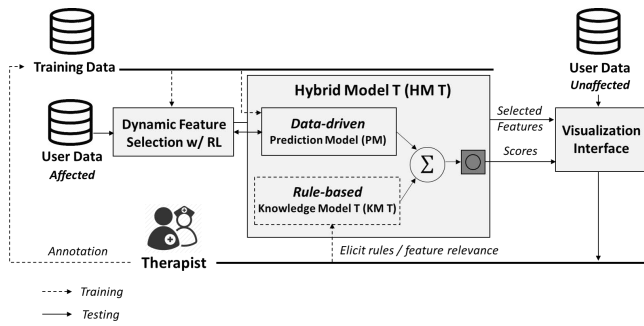 Training Data
User Data
Affected
Dynamic Feature
Selection w/ RL
Hybrid Model T (HM T)
Data-driven
Prediction Model (PM)
Rule-based
Knowledge Model T (KM T)
Σ
Selected
Features
Scores
User Data
Unaffected
Visualization
Interface
Annotation
Therapist
Elicit rules / feature relevance
Training
Testing